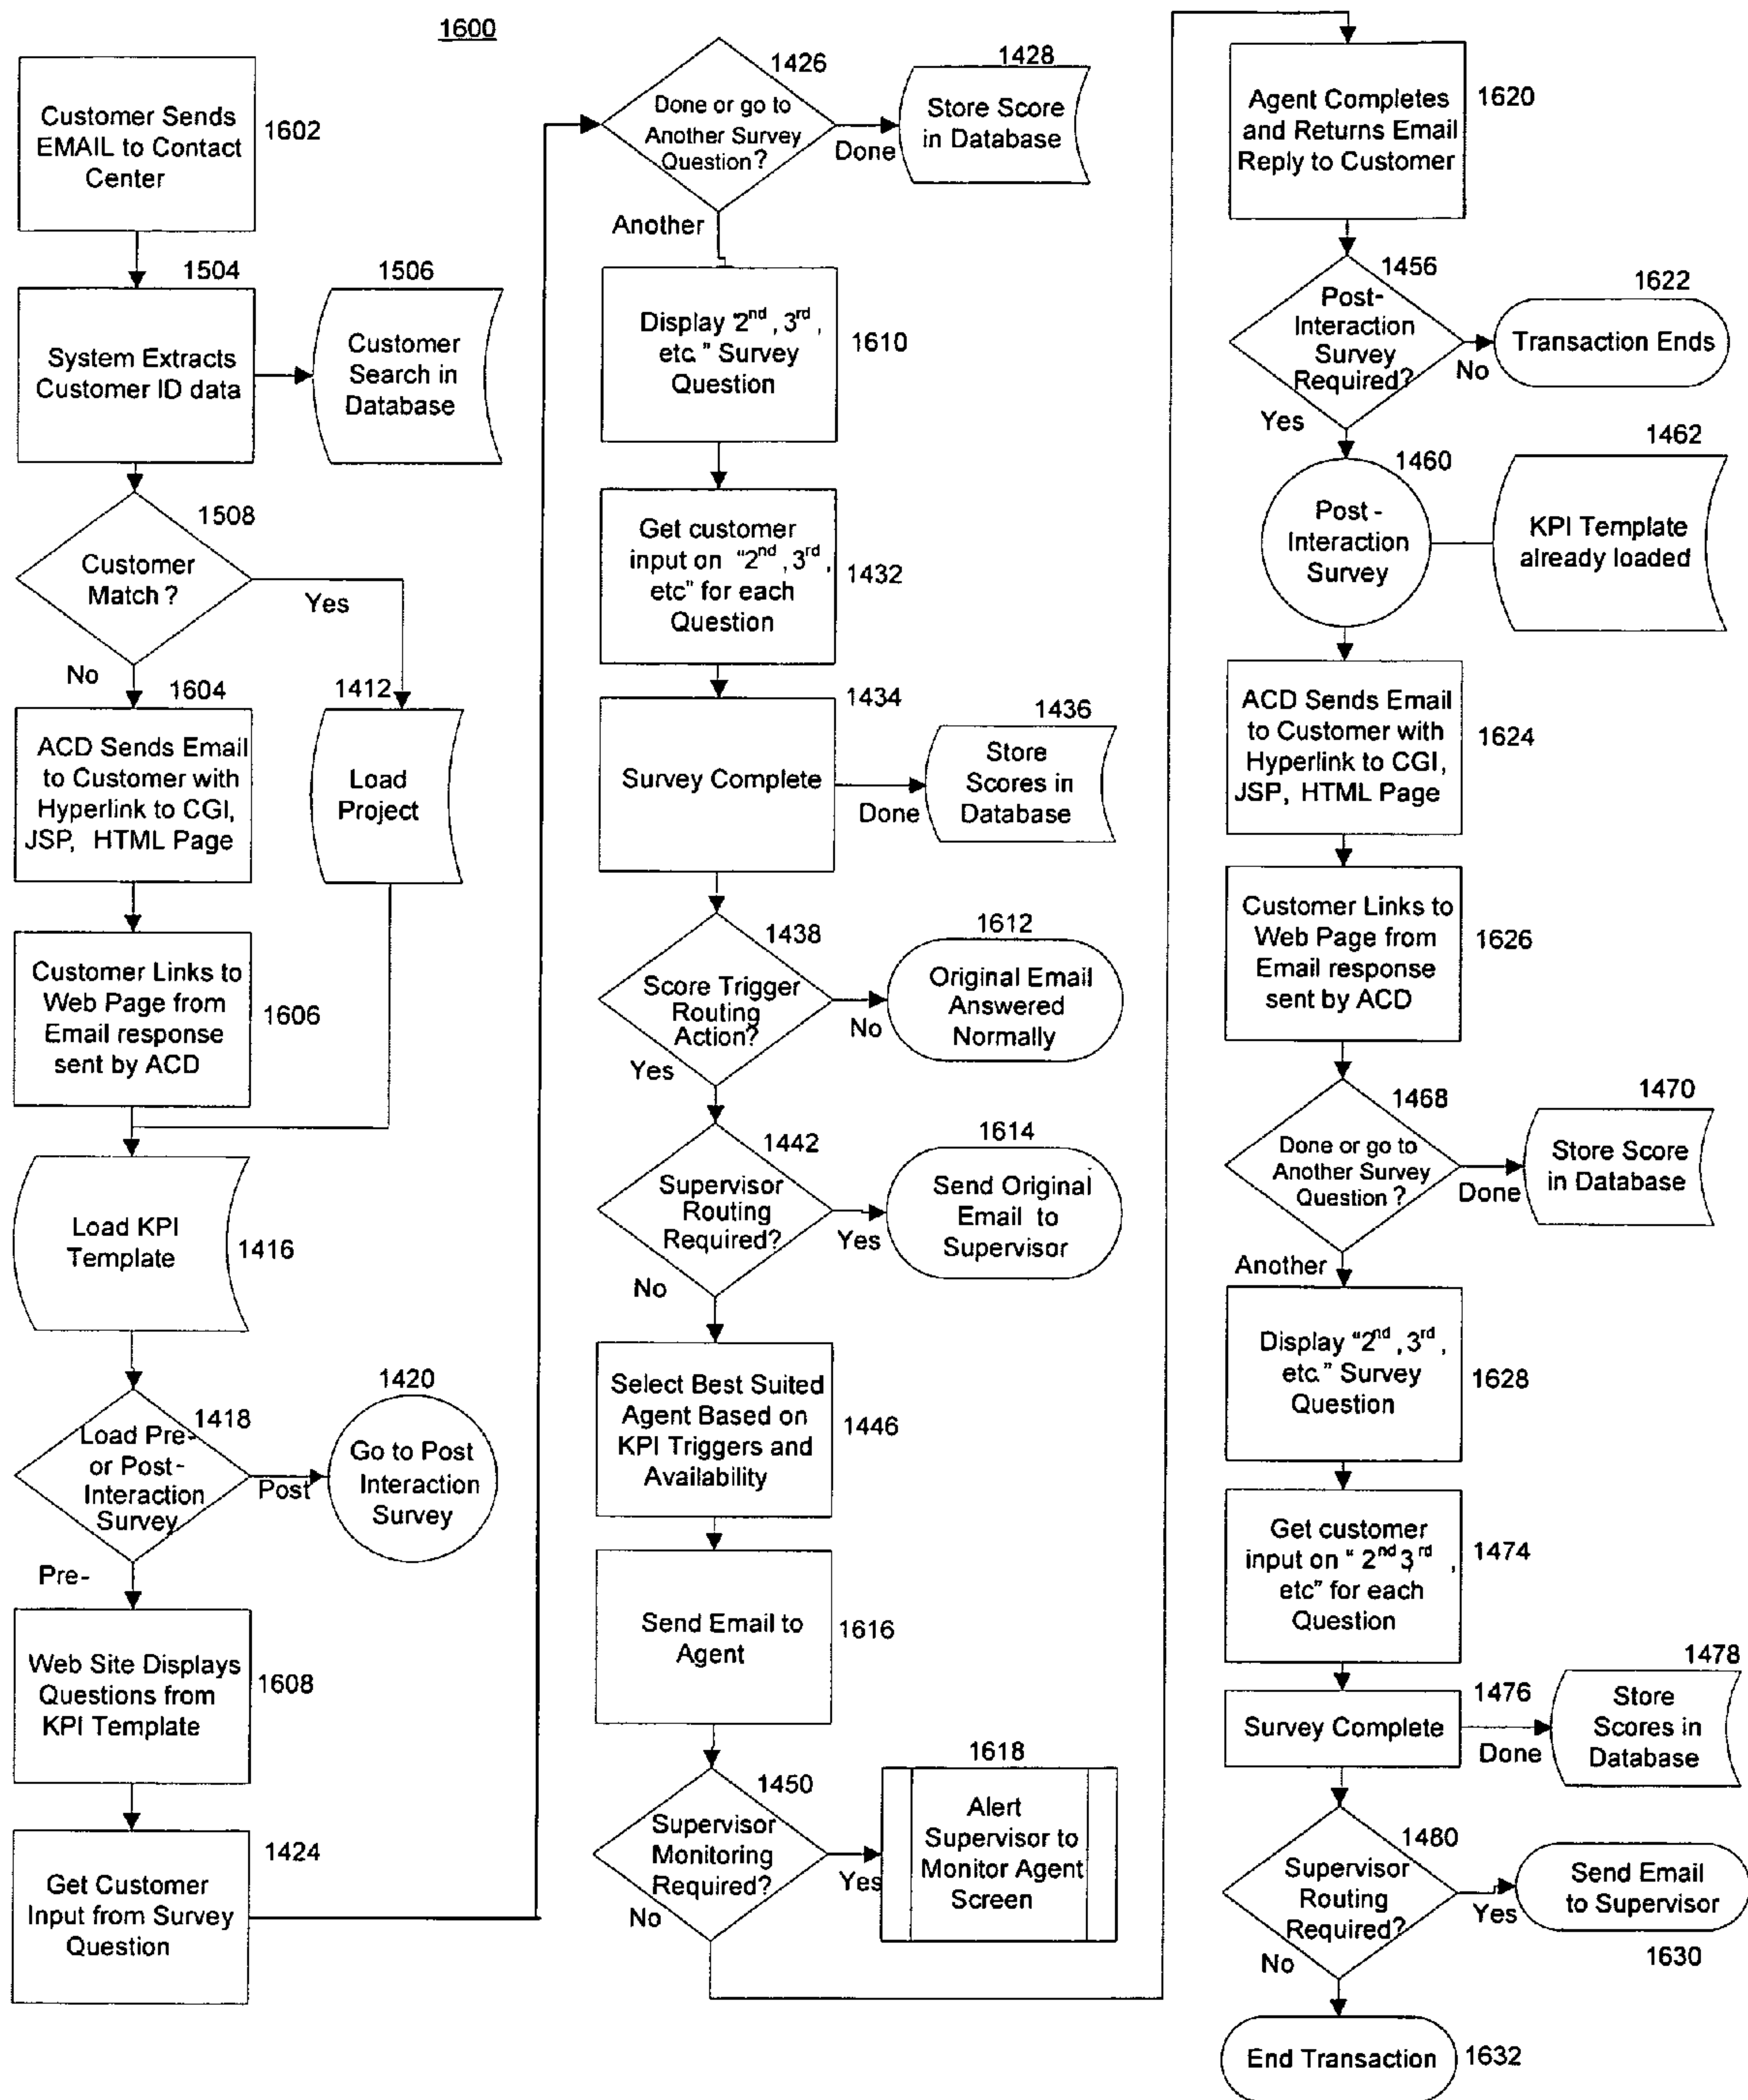 1600
Customer Sends
EMAIL to Contact
Center
1602
1504
System Extracts
Customer ID data
1506
Customer
Search in
Database
1508
Customer
Match ?
Yes
No
1604
ACD Sends Email
to Customer with
Hyperlink to CGI,
JSP, HTML Page
1412
Load
Project
Customer Links to
Web Page from
Email response
sent by ACD
1606
Load KPI
Template
1416
1418
Load Pre-
or Post-
Interaction
Survey
Post
1420
Go to Post
Interaction
Survey
Pre-
Web Site Displays
Questions from
KPI Template
1608
1424
Get Customer
Input from Survey
Question
1426
Done or go to
Another Survey
Question ?
Done
1428
Store Score
in Database
Another
Display "2nd, 3rd,
etc." Survey
Question
1610
Get customer
input on "2nd, 3rd,
etc" for each
Question
1432
1434
Survey Complete
Done
1436
Store
Scores in
Database
1438
Score Trigger
Routing
Action?
No
1612
Original Email
Answered
Normally
Yes
1442
Supervisor
Routing
Required?
Yes
1614
Send Original
Email to
Supervisor
No
Select Best Suited
Agent Based on
KPI Triggers and
Availability
1446
Send Email to
Agent
1616
1450
Supervisor
Monitoring
Required?
Yes
1618
Alert
Supervisor to
Monitor Agent
Screen
No
Agent Completes
and Returns Email
Reply to Customer
1620
1456
Post-
Interaction
Survey
Required?
No
1622
Transaction Ends
Yes
1460
Post -
Interaction
Survey
1462
KPI Template
already loaded
ACD Sends Email
to Customer with
Hyperlink to CGI,
JSP, HTML Page
1624
Customer Links to
Web Page from
Email response
sent by ACD
1626
1468
Done or go to
Another Survey
Question ?
Done
1470
Store Score
in Database
Another
Display "2nd, 3rd,
etc." Survey
Question
1628
Get customer
input on " 2nd 3rd ,
etc" for each
Question
1474
1476
Survey Complete
Done
1478
Store
Scores in
Database
1480
Supervisor
Routing
Required?
Yes
Send Email
to Supervisor
1630
No
End Transaction
1632